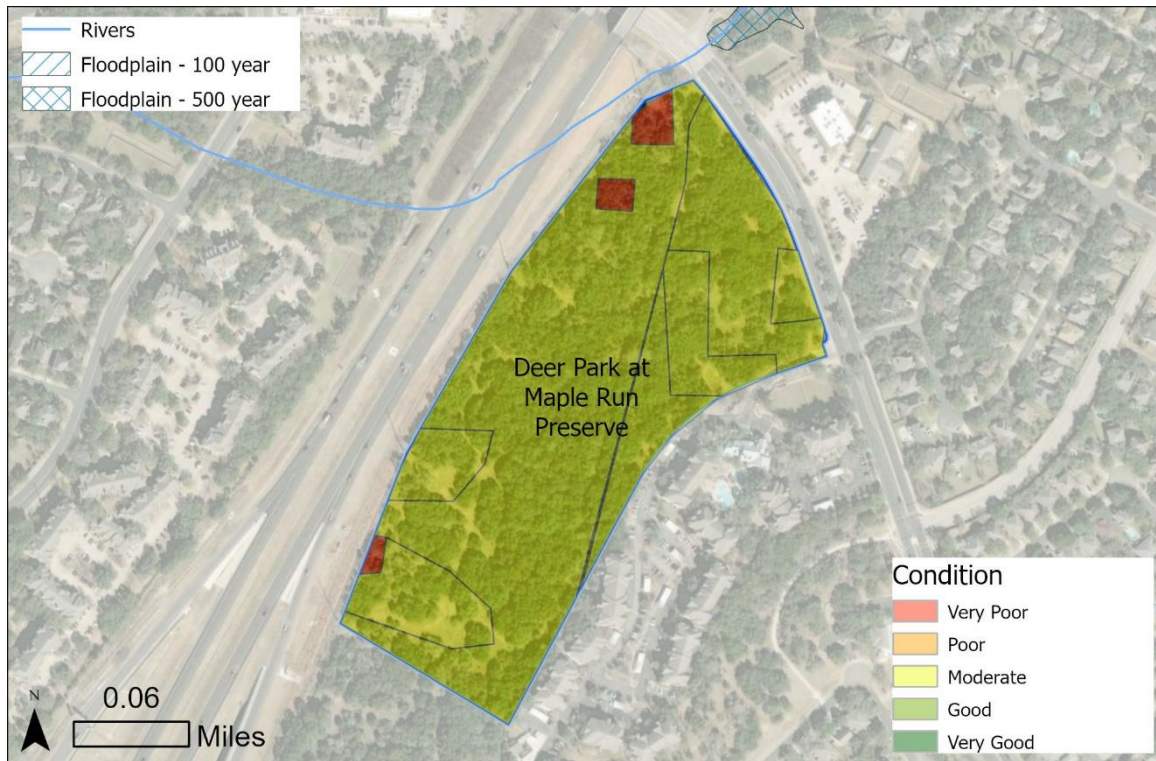 Rivers
Floodplain - 100 year
Floodplain - 500 year
Deer Park at
Maple Run
Preserve
N
0.06
Miles
Condition
Very Poor
Poor
Moderate
Good
Very Good